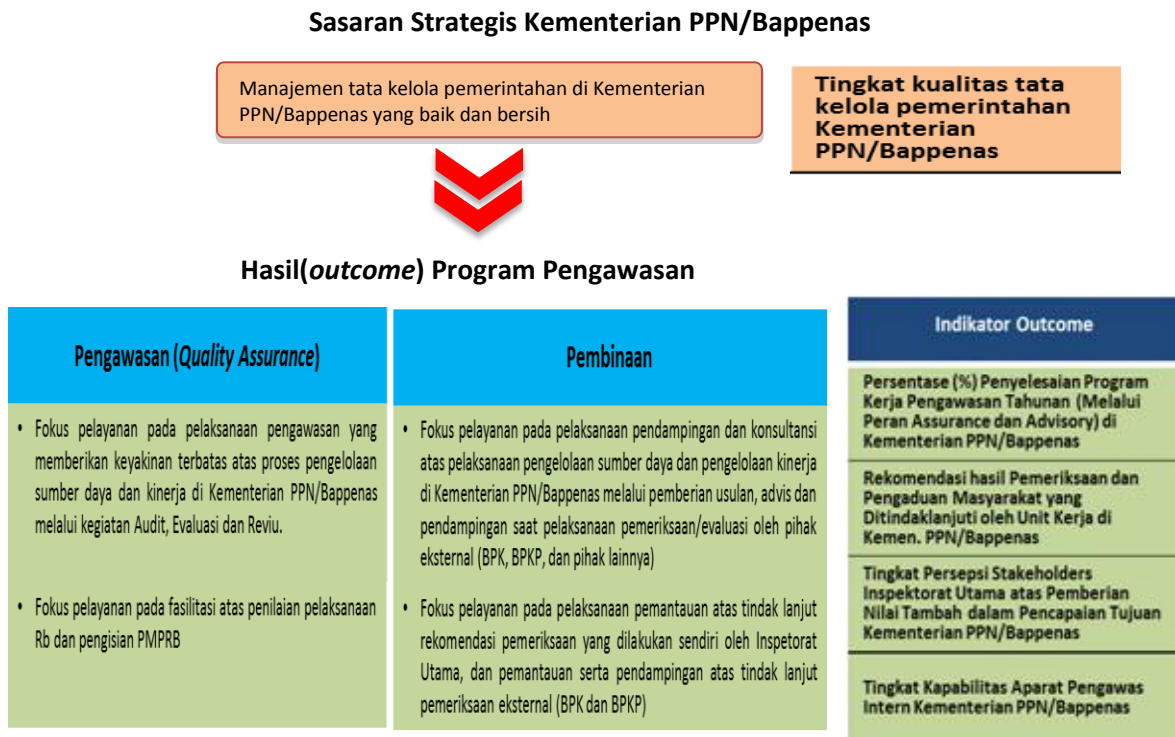 Sasaran Strategis Kementerian PPN/Bappenas
Manajemen tata kelola pemerintahan di Kementerian
PPN/Bappenas yang baik dan bersih
Tingkat kualitas tata
kelola pemerintahan
Kementerian
PPN/Bappenas
Hasil(outcome) Program Pengawasan
Pengawasan (Quality Assurance)
• Fokus pelayanan pada pelaksanaan pengawasan yang
memberikan keyakinan terbatas atas proses pengelolaan
sumber daya dan kinerja di Kementerian PPN/Bappenas
melalui kegiatan Audit, Evaluasi dan Reviu.
• Fokus pelayanan pada fasilitasi atas penilaian pelaksanaan
Rb dan pengisian PMPRB
Pembinaan
• Fokus pelayanan pada pelaksanaan pendampingan dan konsultansi
atas pelaksanaan pengelolaan sumber daya dan pengelolaan kinerja
di Kementerian PPN/Bappenas melalui pemberian usulan, advis dan
pendampingan saat pelaksanaan pemeriksaan/evaluasi oleh pihak
eksternal (BPK, BPKP, dan pihak lainnya)
• Fokus pelayanan pada pelaksanaan pemantauan atas tindak lanjut
rekomendasi pemeriksaan yang dilakukan sendiri oleh Inspetorat
Utama, dan pemantauan serta pendampingan atas tindak lanjut
pemeriksaan eksternal (BPK dan BPKP)
Indikator Outcome
Persentase (%) Penyelesaian Program
Kerja Pengawasan Tahunan (Melalui
Peran Assurance dan Advisory) di
Kementerian PPN/Bappenas
Rekomendasi hasil Pemeriksaan dan
Pengaduan Masyarakat yang
Ditindaklanjuti oleh Unit Kerja di
Kemen. PPN/Bappenas
Tingkat Persepsi Stakeholders
Inspektorat Utama atas Pemberian
Nilai Tambah dalam Pencapaian Tujuan
Kementerian PPN/Bappenas
Tingkat Kapabilitas Aparat Pengawas
Intern Kementerian PPN/Bappenas